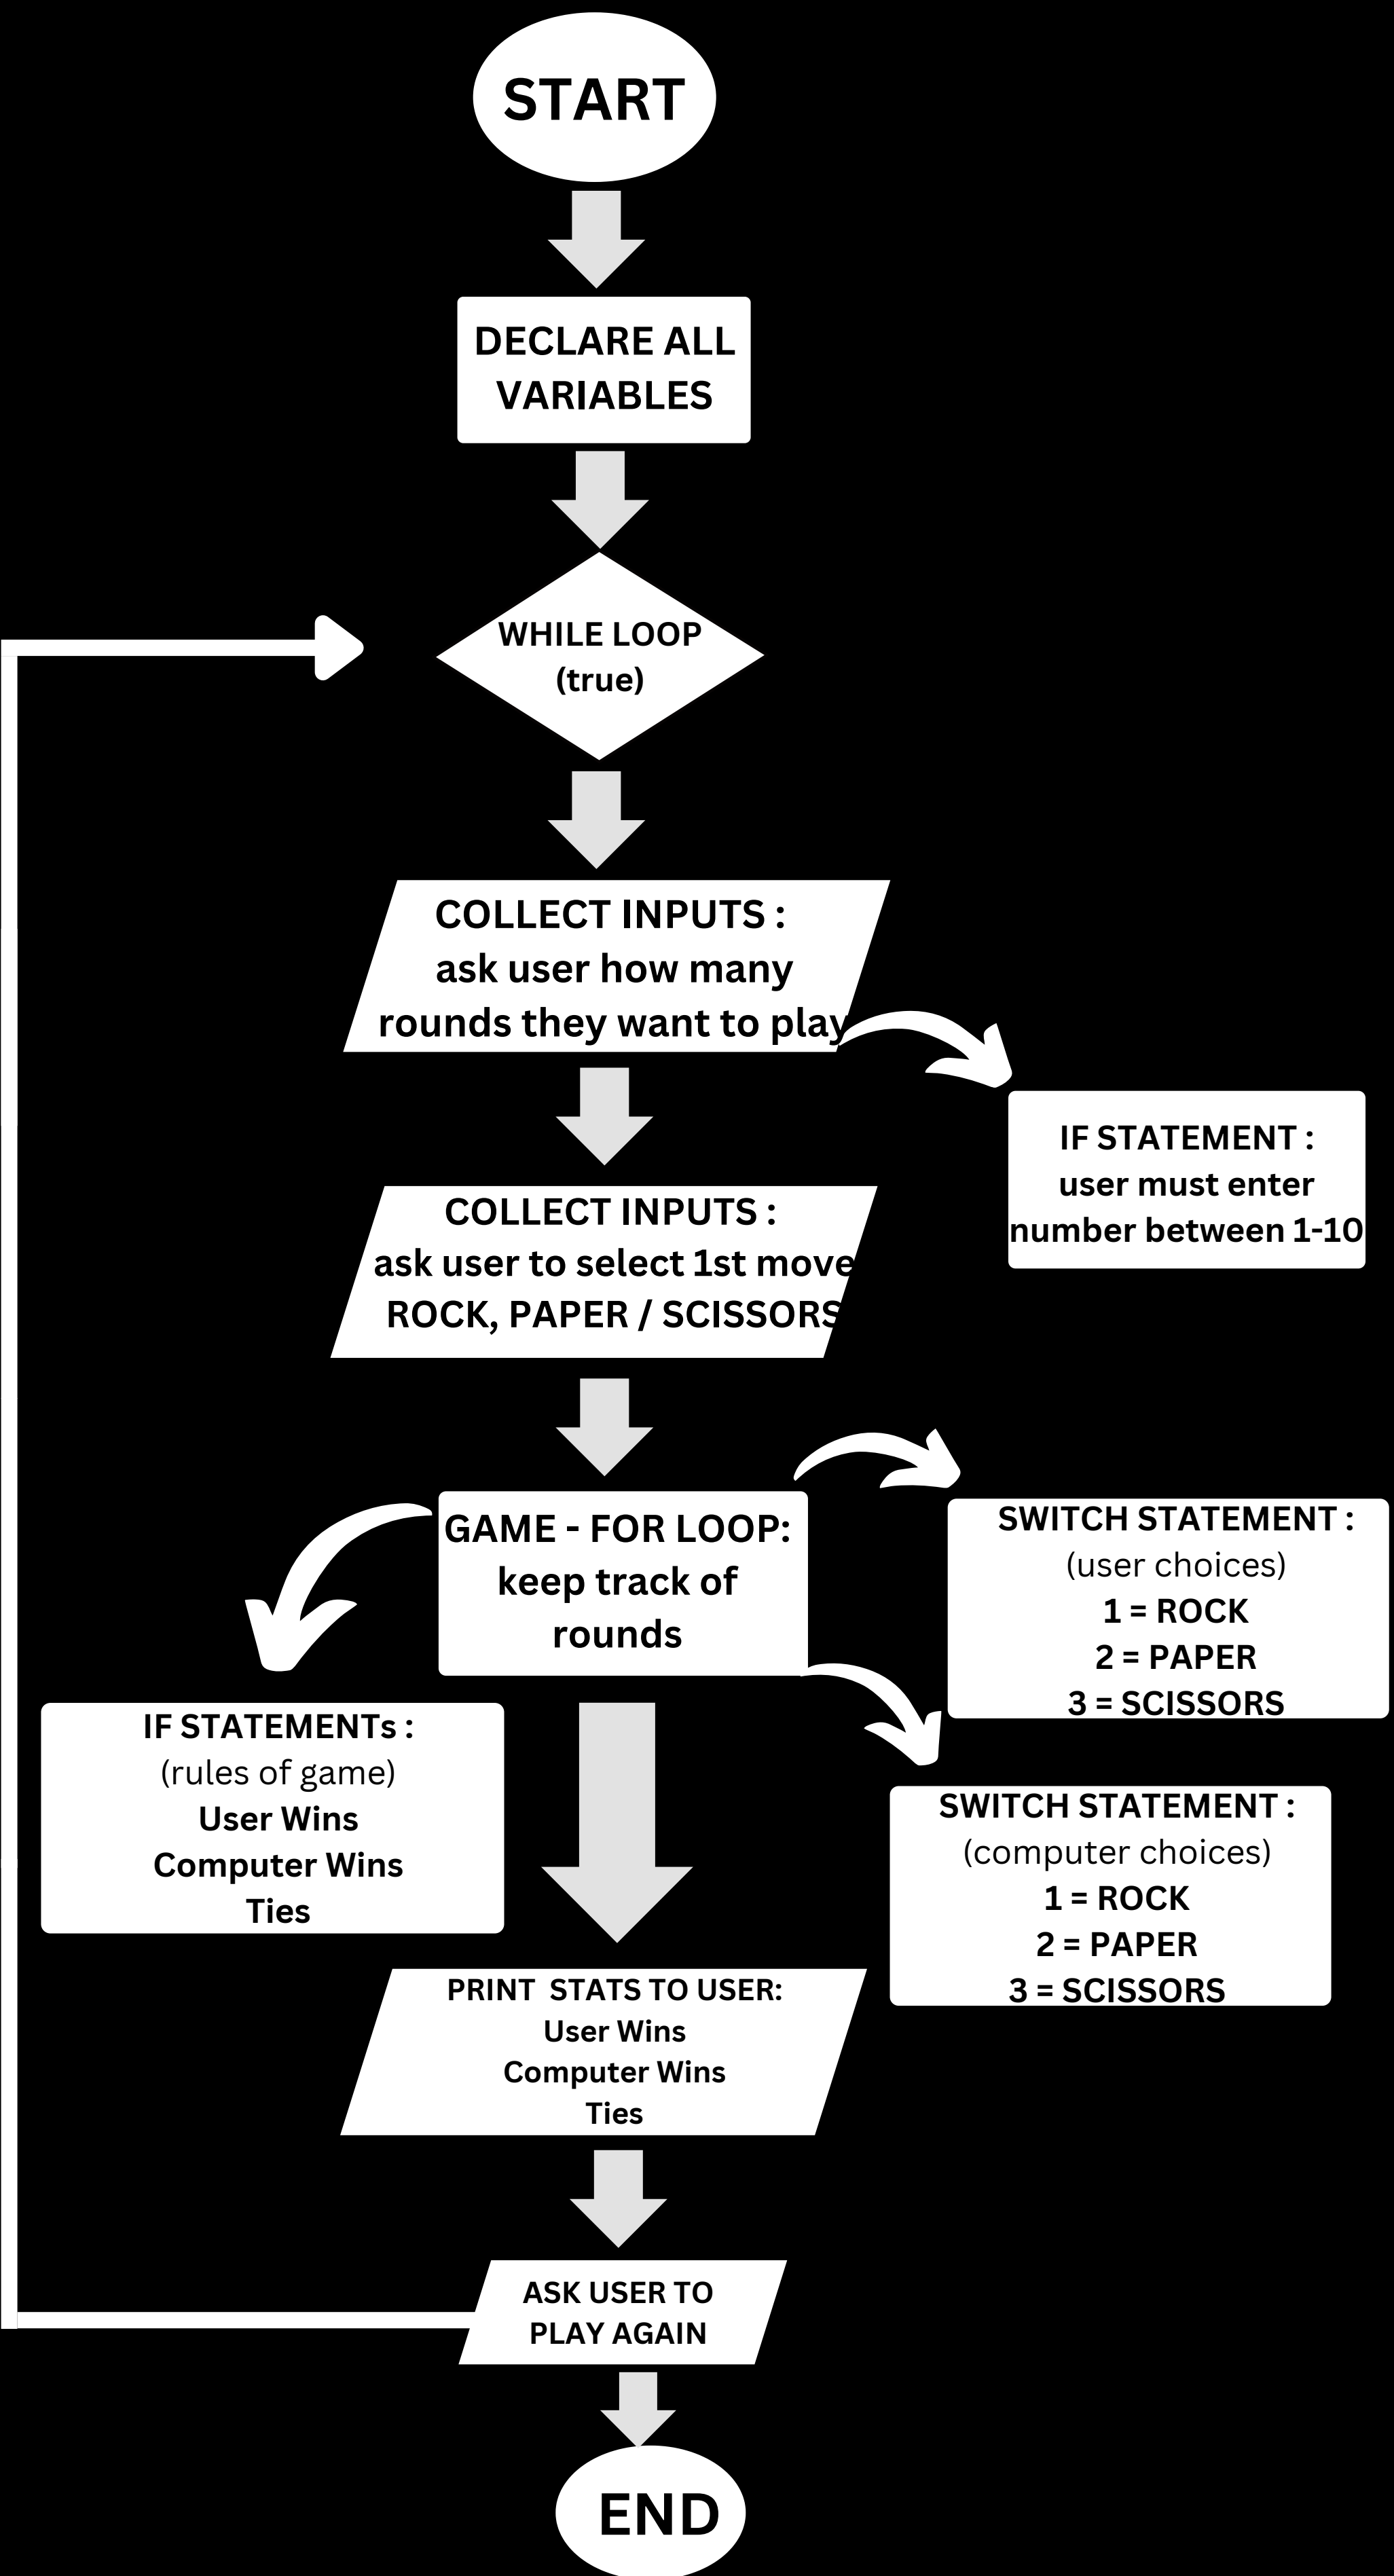 START
DECLARE ALL
VARIABLES
WHILE LOOP
(true)
COLLECT INPUTS :
ask user how many
rounds they want to play
IF STATEMENT :
user must enter
number between 1-10
COLLECT INPUTS :
ask user to select 1st move
ROCK, PAPER / SCISSORS
GAME - FOR LOOP:
keep track of
rounds
SWITCH STATEMENT :
(user choices)
1 = ROCK
2 = PAPER
3 = SCISSORS
IF STATEMENTs :
(rules of game)
User Wins
Computer Wins
Ties
SWITCH STATEMENT :
(computer choices)
1 = ROCK
2 = PAPER
3 = SCISSORS
PRINT  STATS TO USER:
User Wins
Computer Wins
Ties
ASK USER TO
PLAY AGAIN
END